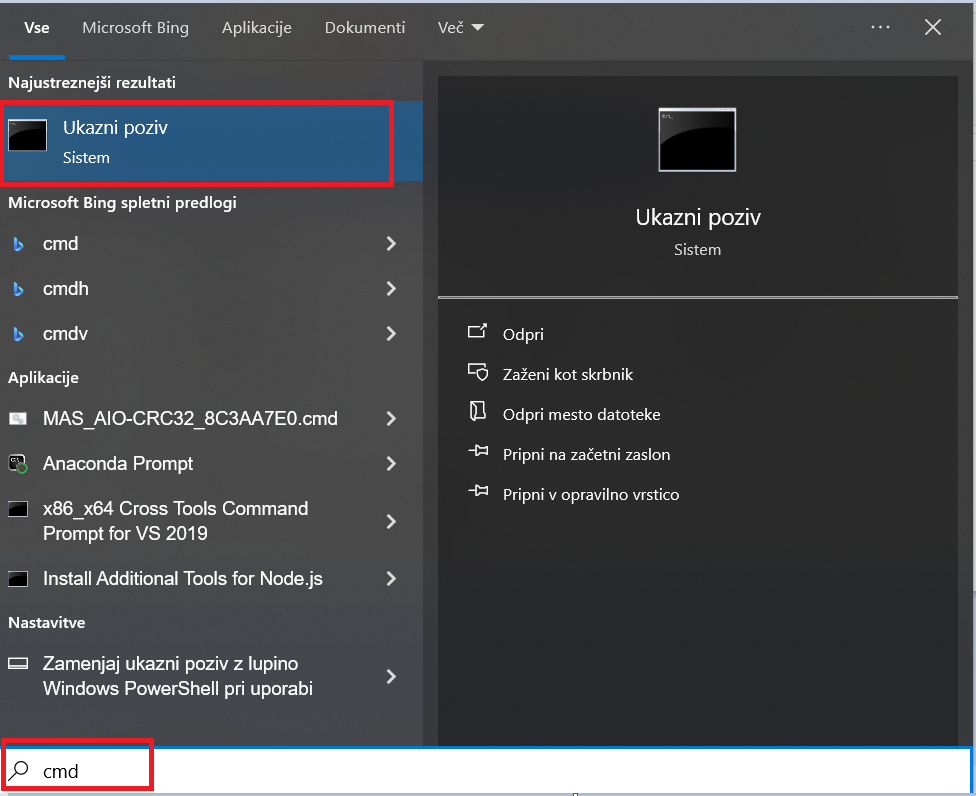 Vse
Microsoft Bing
Aplikacije
Dokumenti
Več
Najustreznejši rezultati
Ukazni poziv
Sistem
Microsoft Bing spletni predlogi
cmd
cmdh
cmdv
Aplikacije
MAS_AIO-CRC32_8C3AA7E0.cmd
Anaconda Prompt
x86_x64 Cross Tools Command
Prompt for VS 2019
Install Additional Tools for Node.js
Nastavitve
Zamenjaj ukazni poziv z lupino
Windows PowerShell pri uporabi
Ukazni poziv
Sistem
Odpri
Zaženi kot skrbnik
Odpri mesto datoteke
Pripni na začetni zaslon
Pripni v opravilno vrstico
cmd